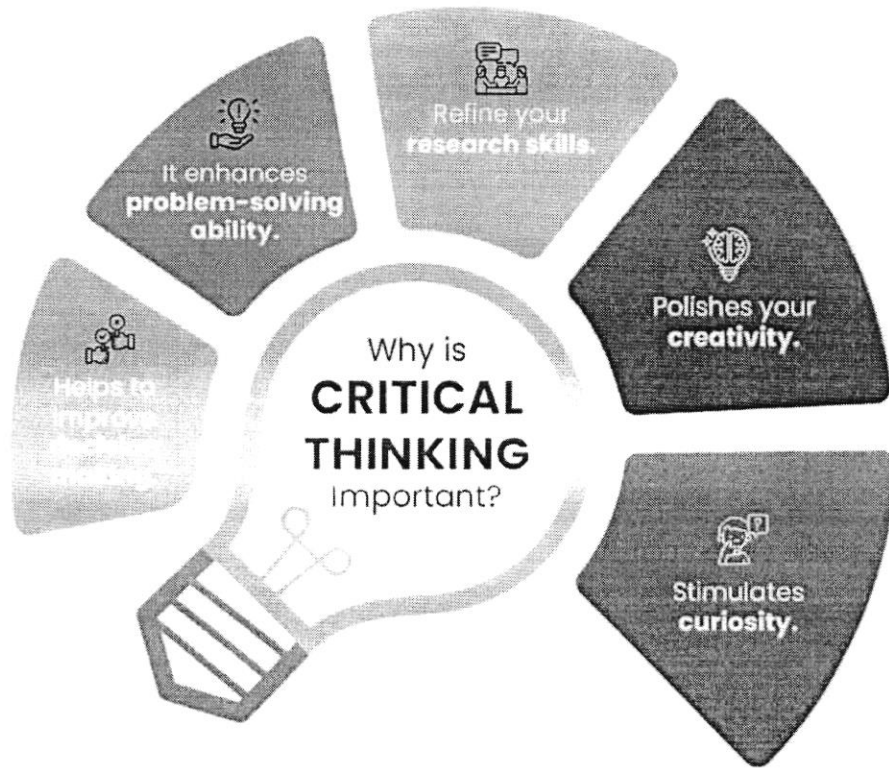 Why is
CRITICAL
THINKING
Important?
Helps to
improve
It enhances
problem-solving
ability.
Refine your
research skills.
Polishes your
creativity.
Stimulates
curiosity.